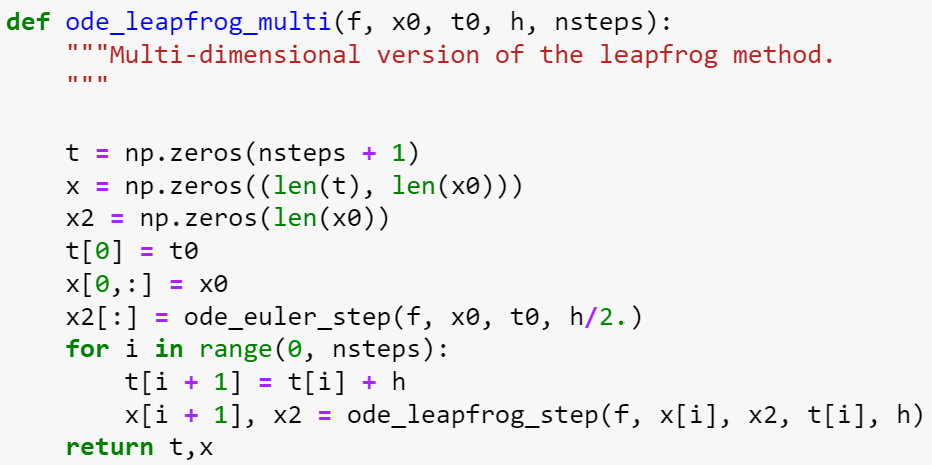 def ode_leapfrog_multi(f, x0, t0, h, nsteps):
    """Multi-dimensional version of the leapfrog method.
    """
    t = np.zeros(nsteps + 1)
    x = np.zeros((len(t), len(x0)))
    x2 = np.zeros(len(x0))
    t[0] = t0
    x[0,:] = x0
    x2[:] = ode_euler_step(f, x0, t0, h/2.)
    for i in range(0, nsteps):
        t[i + 1] = t[i] + h
        x[i + 1], x2 = ode_leapfrog_step(f, x[i], x2, t[i], h)
    return t,x